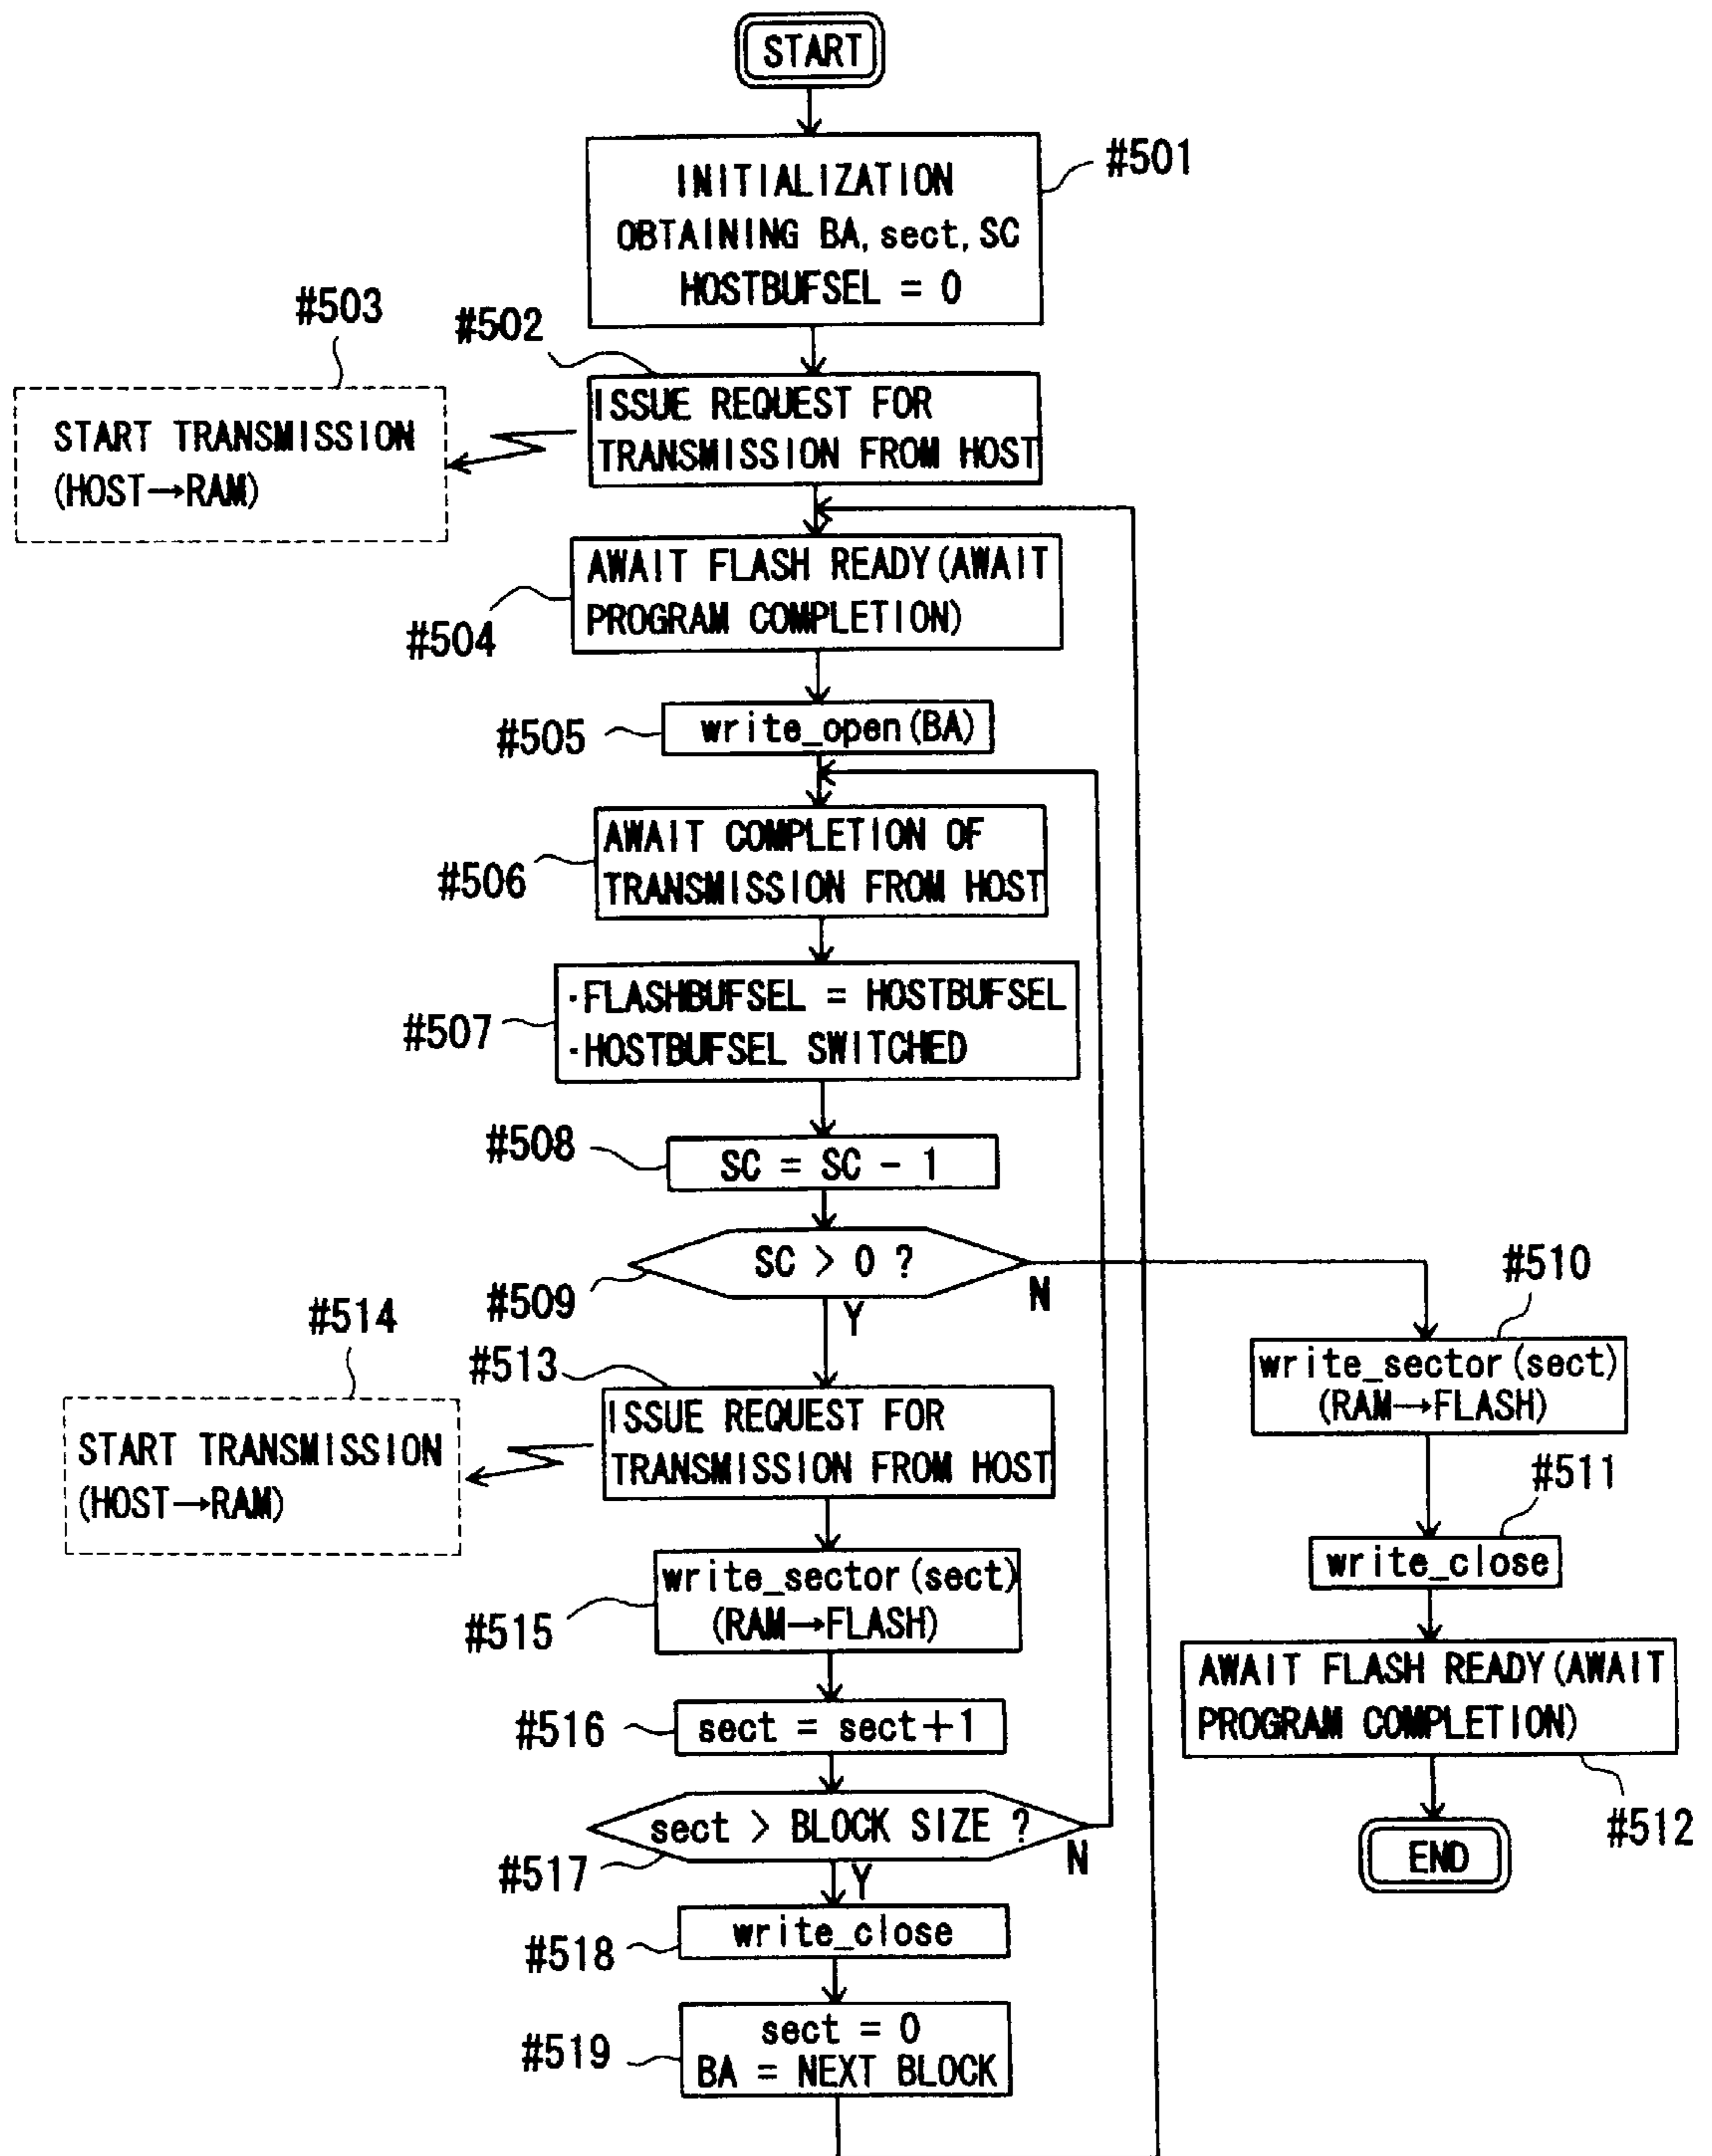 START
INITIALIZATION
OBTAINING BA, sect, SC
HOSTBUFSEL = 0
#501
#503
#502
START TRANSMISSION
(HOST→RAM)
ISSUE REQUEST FOR
TRANSMISSION FROM HOST
AWAIT FLASH READY(AWAIT
PROGRAM COMPLETION)
#504
write_open(BA)
#505
AWAIT COMPLETION OF
TRANSMISSION FROM HOST
#506
·FLASHBUFSEL = HOSTBUFSEL
·HOSTBUFSEL SWITCHED
#507
#508
SC = SC - 1
SC > 0 ?
#509
N
Y
#510
write_sector(sect)
(RAM→FLASH)
#511
write_close
AWAIT FLASH READY(AWAIT
PROGRAM COMPLETION)
#512
END
#514
#513
START TRANSMISSION
(HOST→RAM)
ISSUE REQUEST FOR
TRANSMISSION FROM HOST
write_sector(sect)
(RAM→FLASH)
#515
#516
sect = sect+1
sect > BLOCK SIZE ?
#517
N
Y
write_close
#518
sect = 0
BA = NEXT BLOCK
#519